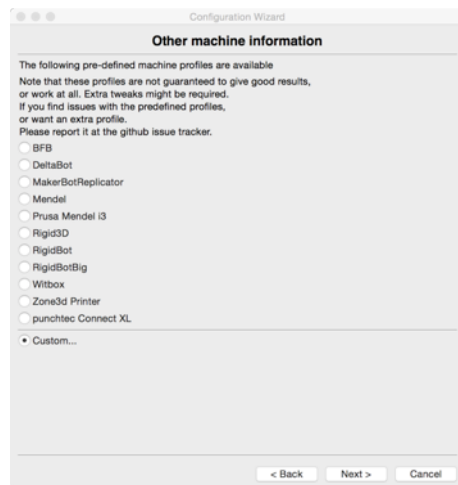 Configuration Wizard
Other machine information
The following pre-defined machine profiles are available
Note that these profiles are not guaranteed to give good results,
or work at all. Extra tweaks might be required.
If you find issues with the predefined profiles,
or want an extra profile.
Please report it at the github issue tracker.
BFB
DeltaBot
MakerBotReplicator
Mendel
Prusa Mendel i3
Rigid3D
RigidBot
RigidBotBig
Witbox
Zone3d Printer
punchtec Connect XL
Custom...
< Back Next > Cancel